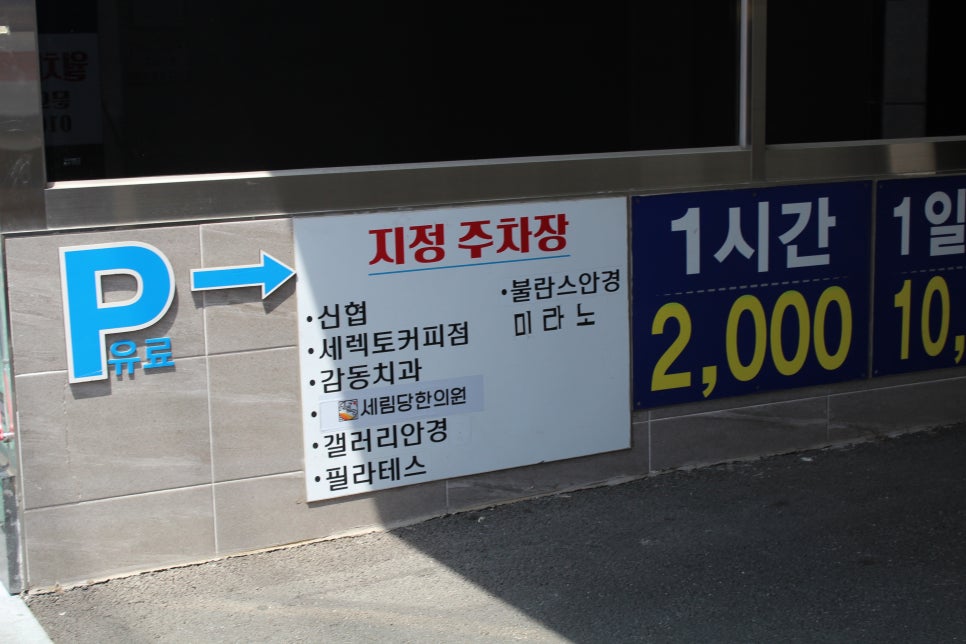 P
유료
지정 주차장
·신협
·세렉토커피점
·감동치과
·세림당한의원
·갤러리안경
·필라테스
·불란스안경
미라노
1시간
2,000
1일
10,